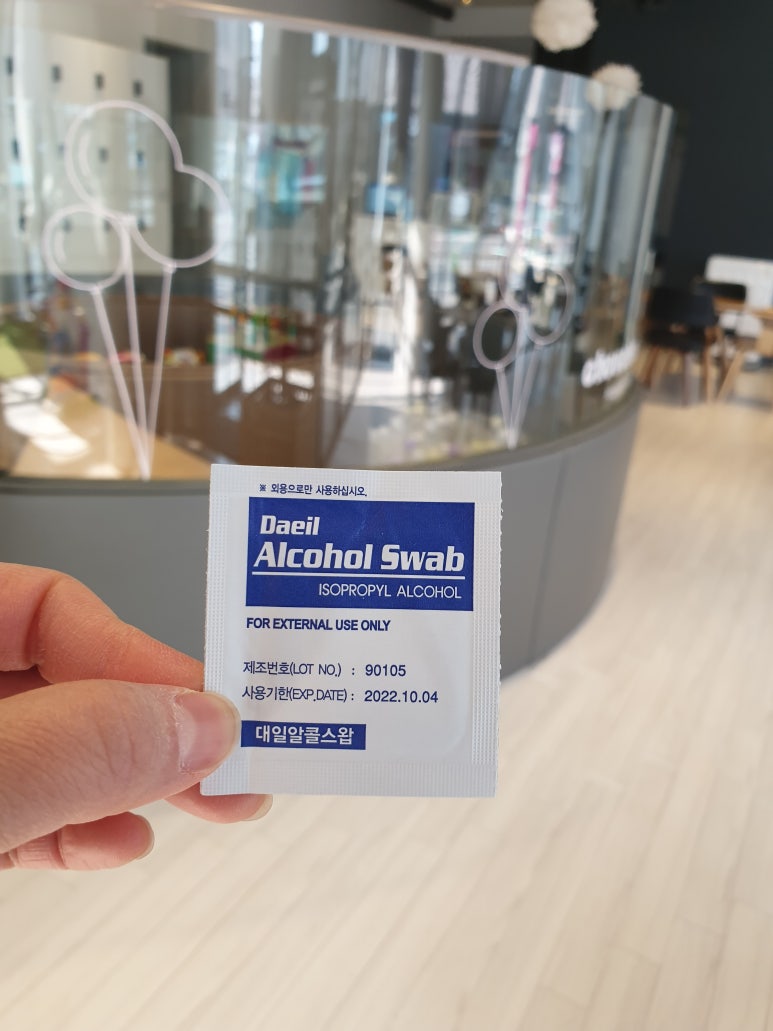 ※ 외용으로만 사용하십시오.
Daeil
Alcohol Swab
ISOPROPYL ALCOHOL
FOR EXTERNAL USE ONLY
제조번호(LOT NO.) : 90105
사용기한(EXP.DATE) : 2022.10.04
대일알콜스왑